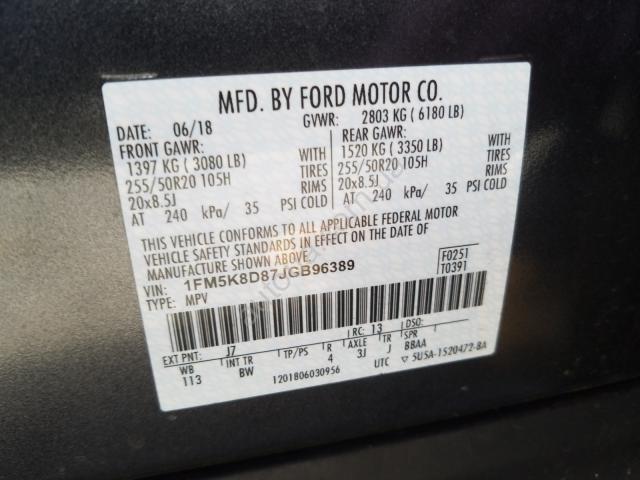 MFD. BY FORD MOTOR CO.
DATE: 06/18 GVWR: 2803 KG ( 6180 LB)
FRONT GAWR: REAR GAWR:
1397 KG ( 3080 LB) WITH 1520 KG ( 3350 LB) WITH
255/50R20 105H TIRES 255/50R20 105H TIRES
20x8.5J RIMS 20x8.5J RIMS
AT 240 kPa/ 35 PSI COLD AT 240 kPa/ 35 PSI COLD
THIS VEHICLE CONFORMS TO ALL APPLICABLE FEDERAL MOTOR
VEHICLE SAFETY STANDARDS IN EFFECT ON THE DATE OF
MANUFACTURE SHOWN ABOVE.
VIN: 1FM5K8D87JGB96389 F0251
TYPE: MPV T0391
EXT PNT: J7 RC: 13 DSO:
WB INT TR TP/PS R AXLE TR SPR
113 BW 4 3J J BBAA
1201806030956 UTC ▽ 5U5A-1520472-BA